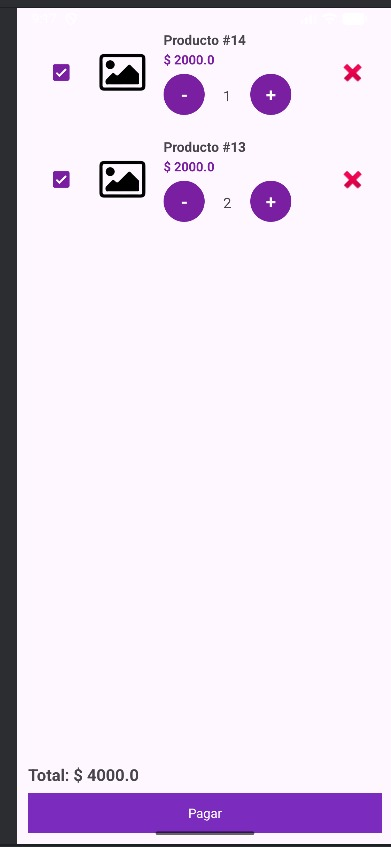 Producto #14
$ 2000.0
- 1 +
Producto #13
$ 2000.0
- 2 +
Total: $ 4000.0
Pagar